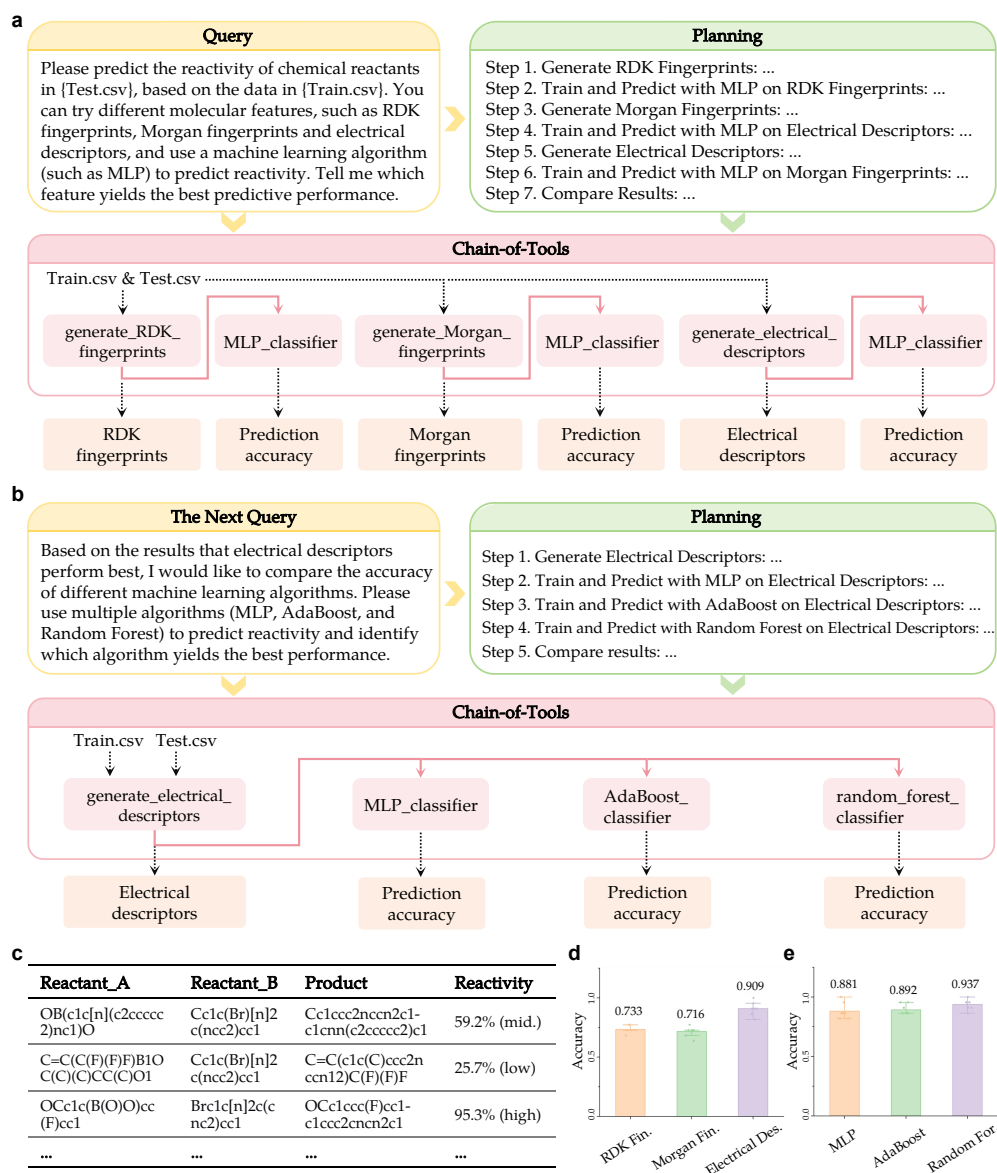 a
Query
Please predict the reactivity of chemical reactants
in {Test.csv}, based on the data in {Train.csv}. You
can try different molecular features, such as RDK
fingerprints, Morgan fingerprints and electrical
descriptors, and use a machine learning algorithm
(such as MLP) to predict reactivity. Tell me which
feature yields the best predictive performance.
Planning
Step 1. Generate RDK Fingerprints: ...
Step 2. Train and Predict with MLP on RDK Fingerprints: ...
Step 3. Generate Morgan Fingerprints: ...
Step 4. Train and Predict with MLP on Electrical Descriptors: ...
Step 5. Generate Electrical Descriptors: ...
Step 6. Train and Predict with MLP on Morgan Fingerprints: ...
Step 7. Compare Results: ...
Chain-of-Tools
Train.csv & Test.csv
generate_RDK_
fingerprints
MLP_classifier
generate_Morgan_
fingerprints
MLP_classifier
generate_electrical_
descriptors
MLP_classifier
RDK
fingerprints
Prediction
accuracy
Morgan
fingerprints
Prediction
accuracy
Electrical
descriptors
Prediction
accuracy
b
The Next Query
Based on the results that electrical descriptors
perform best, I would like to compare the accuracy
of different machine learning algorithms. Please
use multiple algorithms (MLP, AdaBoost, and
Random Forest) to predict reactivity and identify
which algorithm yields the best performance.
Planning
Step 1. Generate Electrical Descriptors: ...
Step 2. Train and Predict with MLP on Electrical Descriptors: ...
Step 3. Train and Predict with AdaBoost on Electrical Descriptors: ...
Step 4. Train and Predict with Random Forest on Electrical Descriptors: ...
Step 5. Compare results: ...
Chain-of-Tools
Train.csv Test.csv
generate_electrical_
descriptors
MLP_classifier
AdaBoost_
classifier
random_forest_
classifier
Electrical
descriptors
Prediction
accuracy
Prediction
accuracy
Prediction
accuracy
c
Reactant_A Reactant_B Product Reactivity
OB(c1c[n](c2ccccc Cc1c(Br)[n]2 Cc1ccc2nccn2c1-
2)nc1)O c(ncc2)cc1 c1cnn(c2ccccc2)c1 59.2% (mid.)
C=C(C(F)(F)F)B1O Cc1c(Br)[n]2 C=C(c1c(C)ccc2n
C(C)(C)CC(C)O1 c(ncc2)cc1 ccn12)C(F)(F)F 25.7% (low)
OCc1c(B(O)O)cc Brc1c[n]2c(c OCc1ccc(F)cc1-
(F)cc1 nc2)cc1 c1ccc2cncn2c1 95.3% (high)
... ... ... ...
d
Accuracy
1.0
0.5
0.0
0.733
0.716
0.909
RDK Fin.
Morgan Fin.
Electrical Des.
e
Accuracy
1.0
0.5
0.0
0.881
0.892
0.937
MLP
AdaBoost
Random For.